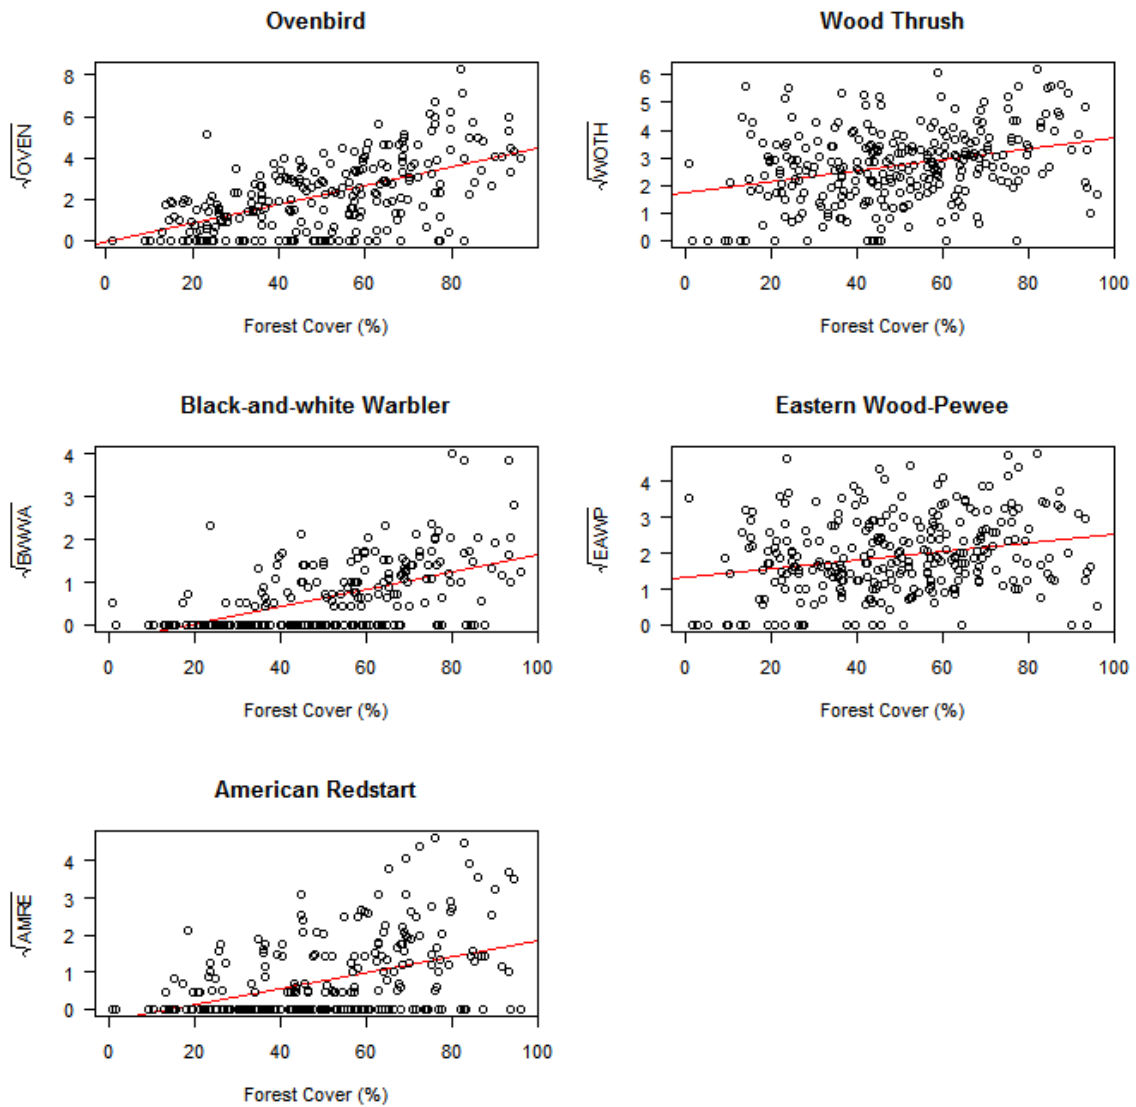 Ovenbird
√OVEN
8
6
4
2
0
0 20 40 60 80
Forest Cover (%)
Wood Thrush
√WOTH
6
5
4
3
2
1
0
0 20 40 60 80 100
Forest Cover (%)
Black-and-white Warbler
√BWWA
4
3
2
1
0
0 20 40 60 80 100
Forest Cover (%)
Eastern Wood-Pewee
√EAWP
4
3
2
1
0
0 20 40 60 80 100
Forest Cover (%)
American Redstart
√AMRE
4
3
2
1
0
0 20 40 60 80 100
Forest Cover (%)